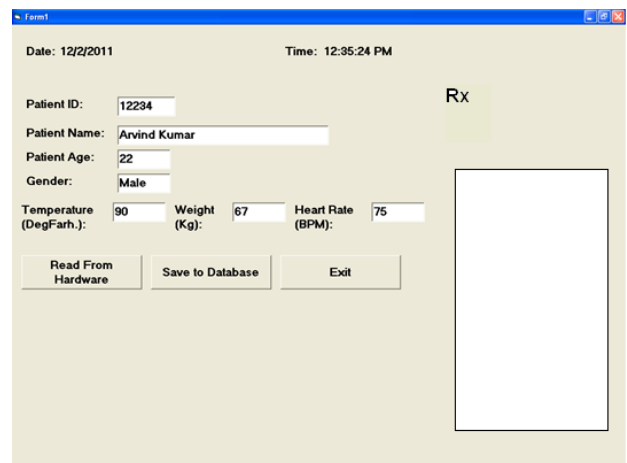 Form1
Date: 12/2/2011 Time: 12:35:24 PM
Rx
Patient ID: 12234
Patient Name: Arvind Kumar
Patient Age: 22
Gender: Male
Temperature (DegFarh.): 90 Weight (Kg): 67 Heart Rate (BPM): 75
Read From Hardware Save to Database Exit